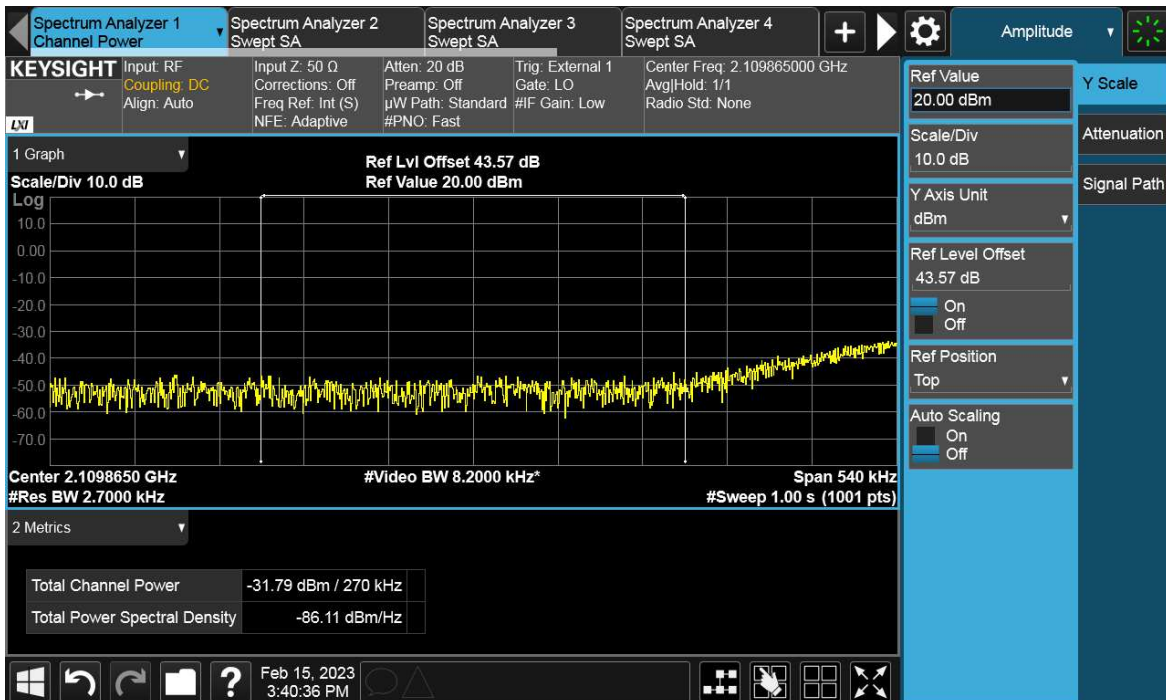 Spectrum Analyzer 1
Channel Power
Spectrum Analyzer 2
Swept SA
Spectrum Analyzer 3
Swept SA
Spectrum Analyzer 4
Swept SA
+
Amplitude
KEYSIGHT
LXI
Input: RF
Coupling: DC
Align: Auto
Input Z: 50 Ω
Corrections: Off
Freq Ref: Int (S)
NFE: Adaptive
Atten: 20 dB
Preamp: Off
µW Path: Standard
#PNO: Fast
Trig: External 1
Gate: LO
#IF Gain: Low
Center Freq: 2.109865000 GHz
Avg|Hold: 1/1
Radio Std: None
1 Graph
Scale/Div 10.0 dB
Ref Lvl Offset 43.57 dB
Ref Value 20.00 dBm
Log
10.0
0.00
-10.0
-20.0
-30.0
-40.0
-50.0
-60.0
-70.0
Center 2.1098650 GHz
#Video BW 8.2000 kHz*
Span 540 kHz
#Res BW 2.7000 kHz
#Sweep 1.00 s (1001 pts)
2 Metrics
Total Channel Power -31.79 dBm / 270 kHz
Total Power Spectral Density -86.11 dBm/Hz
?
Feb 15, 2023
3:40:36 PM
Ref Value
20.00 dBm
Scale/Div
10.0 dB
Y Axis Unit
dBm
Ref Level Offset
43.57 dB
On
Off
Ref Position
Top
Auto Scaling
On
Off
Y Scale
Attenuation
Signal Path